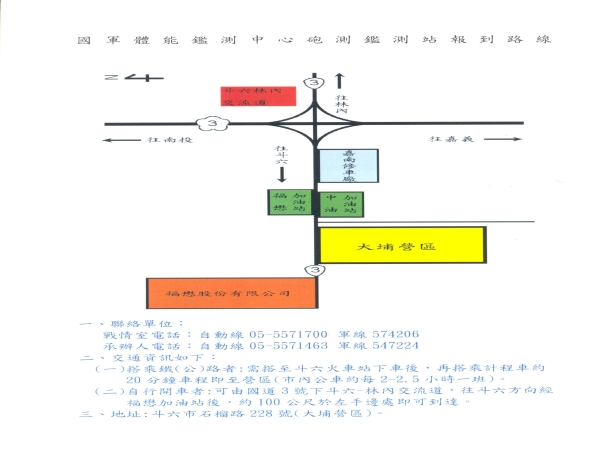 國軍體能鑑測中心砲測鑑測站報到路線
N
3
斗六林內
交流道
往林內
3
往南投
往嘉義
往斗六
嘉南修車廠
福懋 加油站
中油 加油站
大埔營區
3
福懋股份有限公司
一、聯絡單位：
戰情室電話：自動線 05-5571700 軍線 574206
承辦人電話：自動線 05-5571463 軍線 547224
二、交通資訊如下：
(一)搭乘鐵(公)路者:需搭至斗六火車站下車後，再搭乘計程車約
20 分鐘車程即至營區(市內公車約每 2-2.5 小時一班)。
(二)自行開車者:可由國道 3 號下斗六-林內交流道，往斗六方向經
福懋加油站後，約 100 公尺於左手邊處即可到達。
三、地址:斗六市石榴路 228 號(大埔營區)。